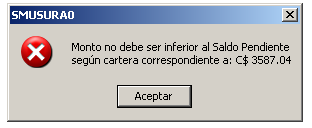 SMUSURA0
Monto no debe ser inferior al Saldo Pendiente
según cartera correspondiente a: C$ 3587.04
Aceptar